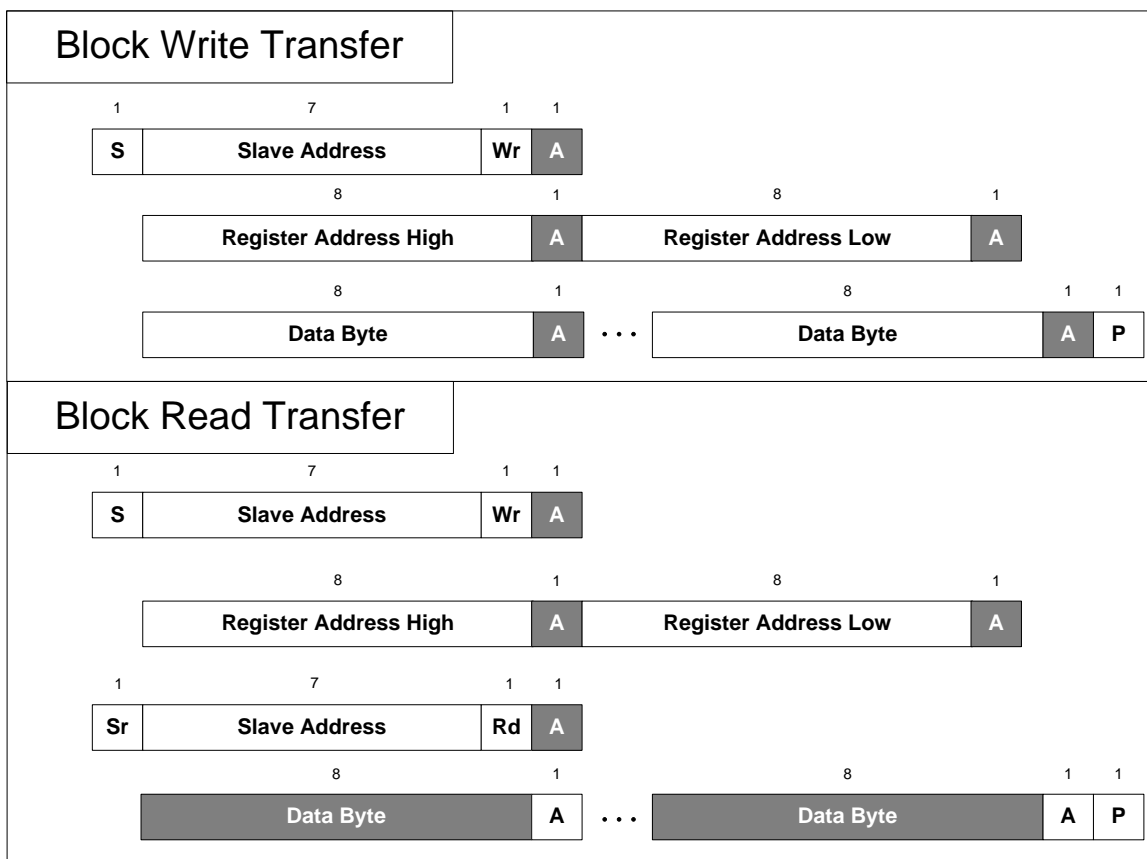 Block Write Transfer
1 7 1 1
S Slave Address Wr A
8 1 8 1
Register Address High A Register Address Low A
8 1 8 1 1
Data Byte A ... Data Byte A P
Block Read Transfer
1 7 1 1
S Slave Address Wr A
8 1 8 1
Register Address High A Register Address Low A
1 7 1 1
Sr Slave Address Rd A
8 1 8 1 1
Data Byte A ... Data Byte A P